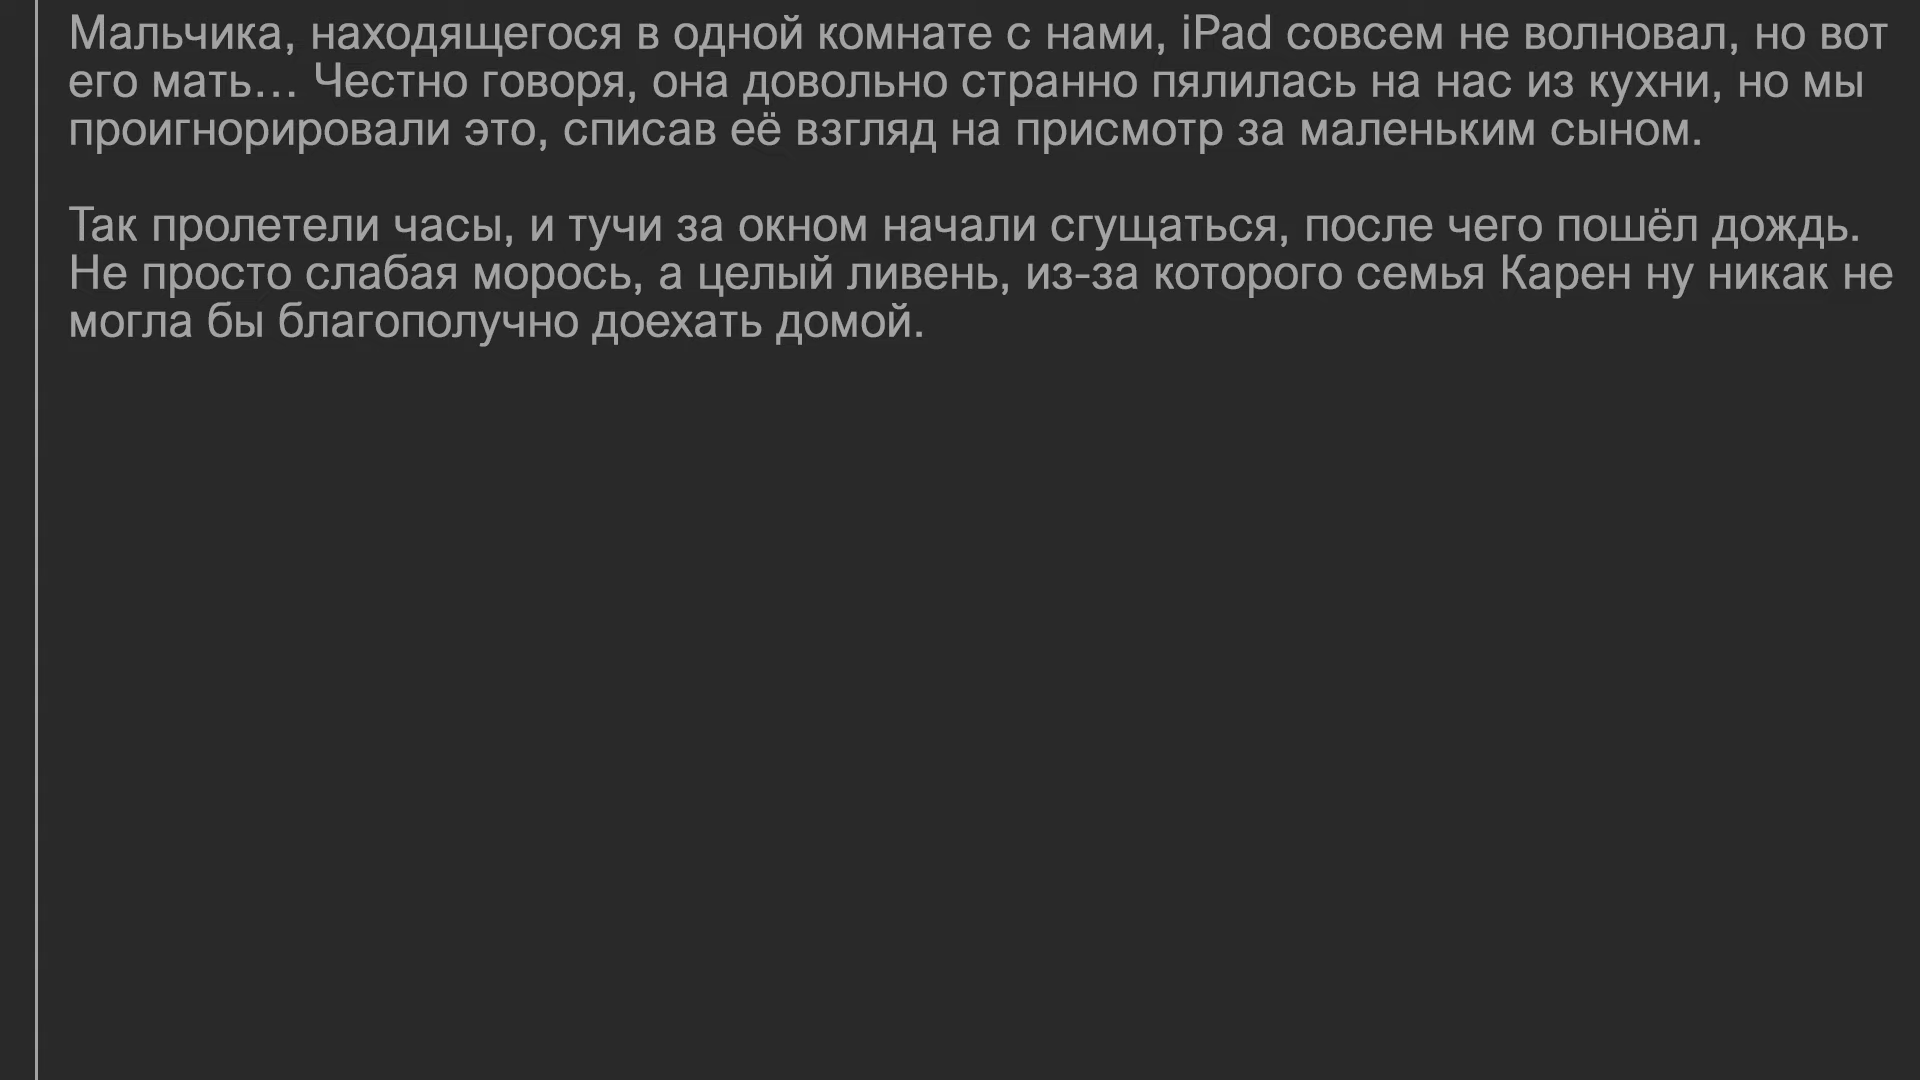 Мальчика, находящегося в одной комнате с нами, iPad совсем не волновал, но вот
его мать… Честно говоря, она довольно странно пялилась на нас из кухни, но мы
проигнорировали это, списав её взгляд на присмотр за маленьким сыном.
Так пролетели часы, и тучи за окном начали сгущаться, после чего пошёл дождь.
Не просто слабая морось, а целый ливень, из-за которого семья Карен ну никак не
могла бы благополучно доехать домой.